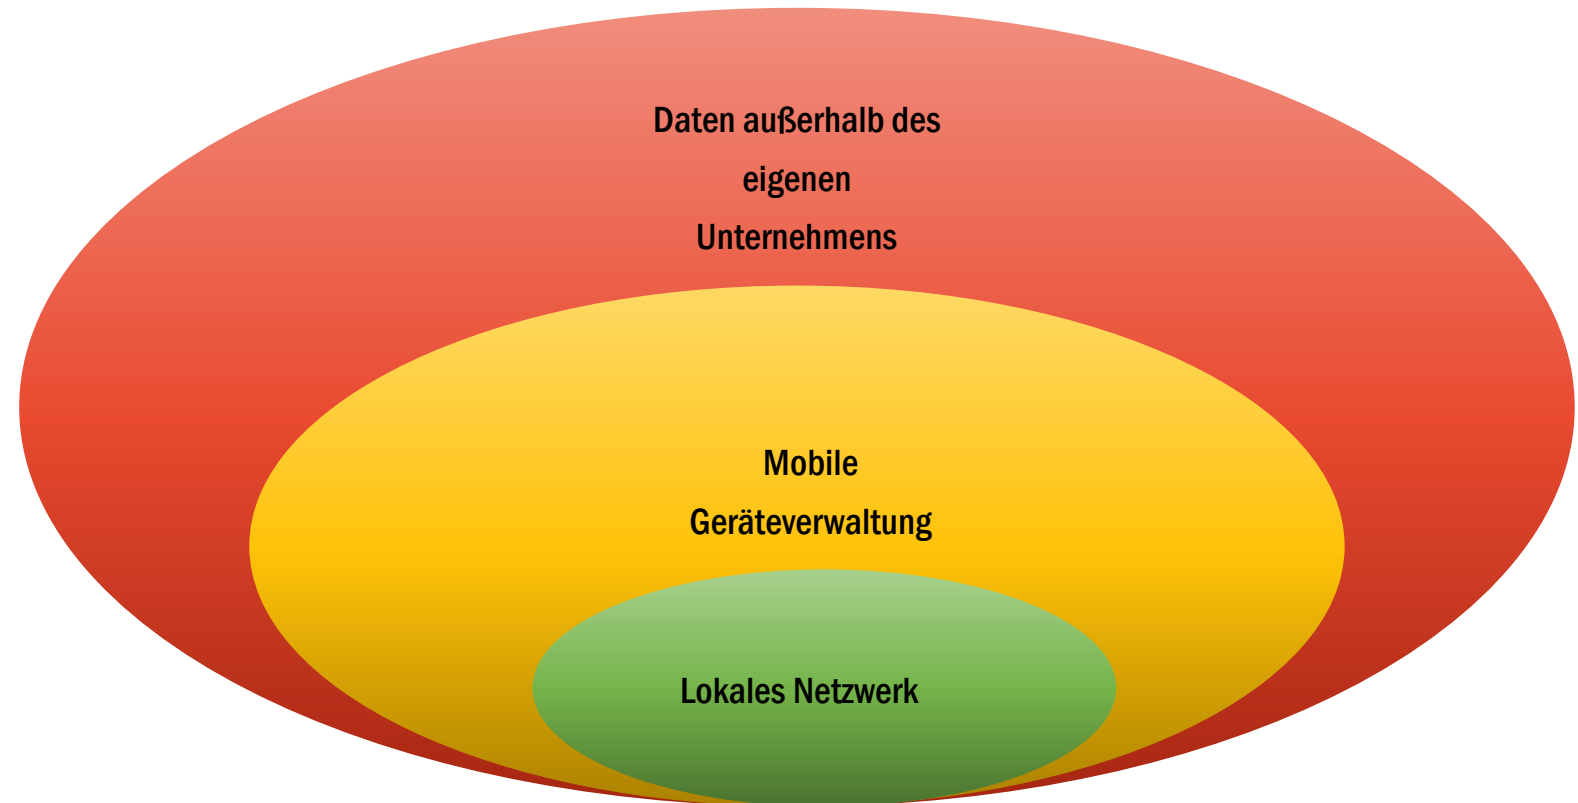 Daten außerhalb des
eigenen
Unternehmens
Mobile
Geräteverwaltung
Lokales Netzwerk